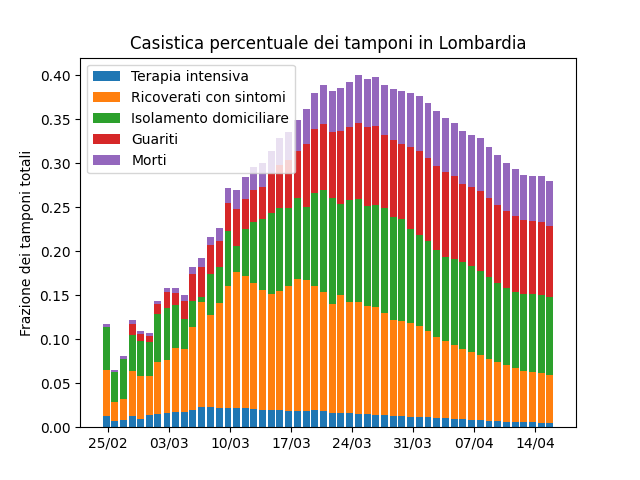 Casistica percentuale dei tamponi in Lombardia
Frazione dei tamponi totali
0.40
0.35
0.30
0.25
0.20
0.15
0.10
0.05
0.00
Terapia intensiva
Ricoverati con sintomi
Isolamento domiciliare
Guariti
Morti
25/02 03/03 10/03 17/03 24/03 31/03 07/04 14/04